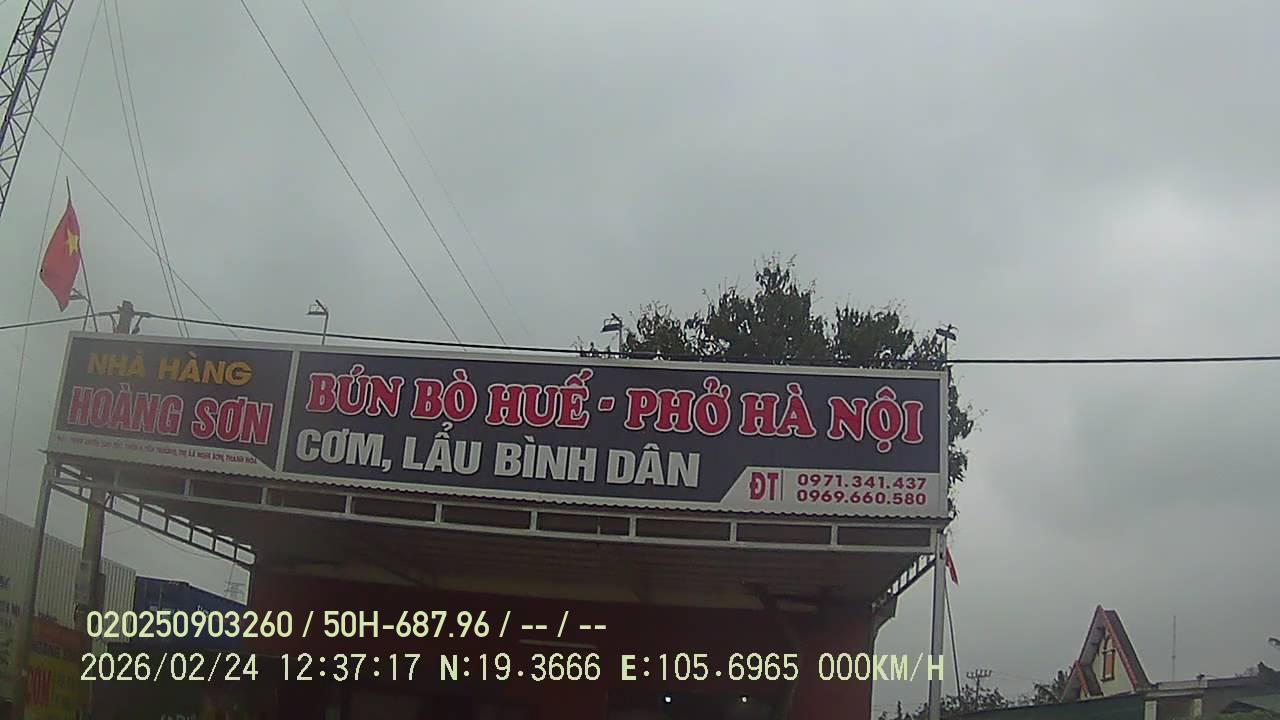 NHÀ HÀNG
HOÀNG SƠN
BÚN BÒ HUẾ - PHỞ HÀ NỘI
CƠM, LẨU BÌNH DÂN
ĐT 0971.341.437
0969.660.580
020250903260 / 50H-687.96 / -- / --
2026/02/24 12:37:17 N:19.3666 E:105.6965 000KM/H